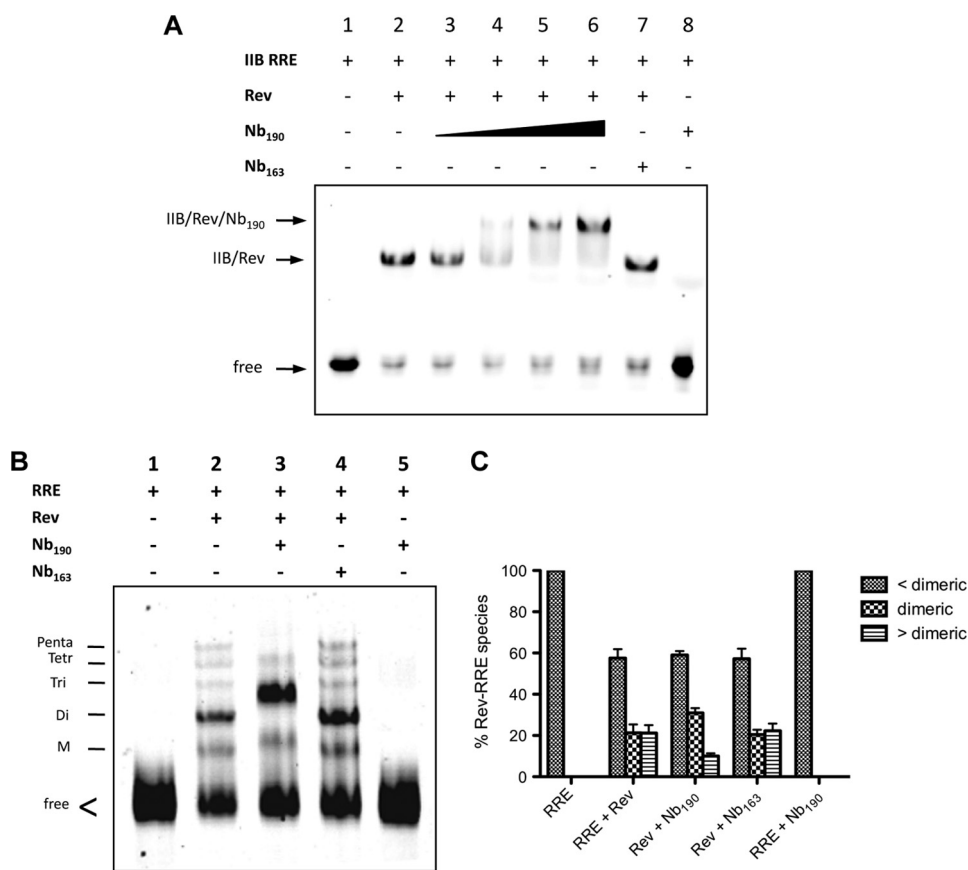 A
1 2 3 4 5 6 7 8
IIB RRE + + + + + + + +
Rev - + + + + + + -
Nb190 - - - +
Nb163 - - - - - - + -
IIB/Rev/Nb190
IIB/Rev
free
B
1 2 3 4 5
RRE + + + + +
Rev - + + + -
Nb190 - - + - +
Nb163 - - - + -
Penta
Tetr
Tri
Di
M
free <
C
100
80
60
40
20
0
% Rev-RRE species
RRE
RRE + Rev
Rev + Nb190
Rev + Nb163
RRE + Nb190
< dimeric
dimeric
> dimeric